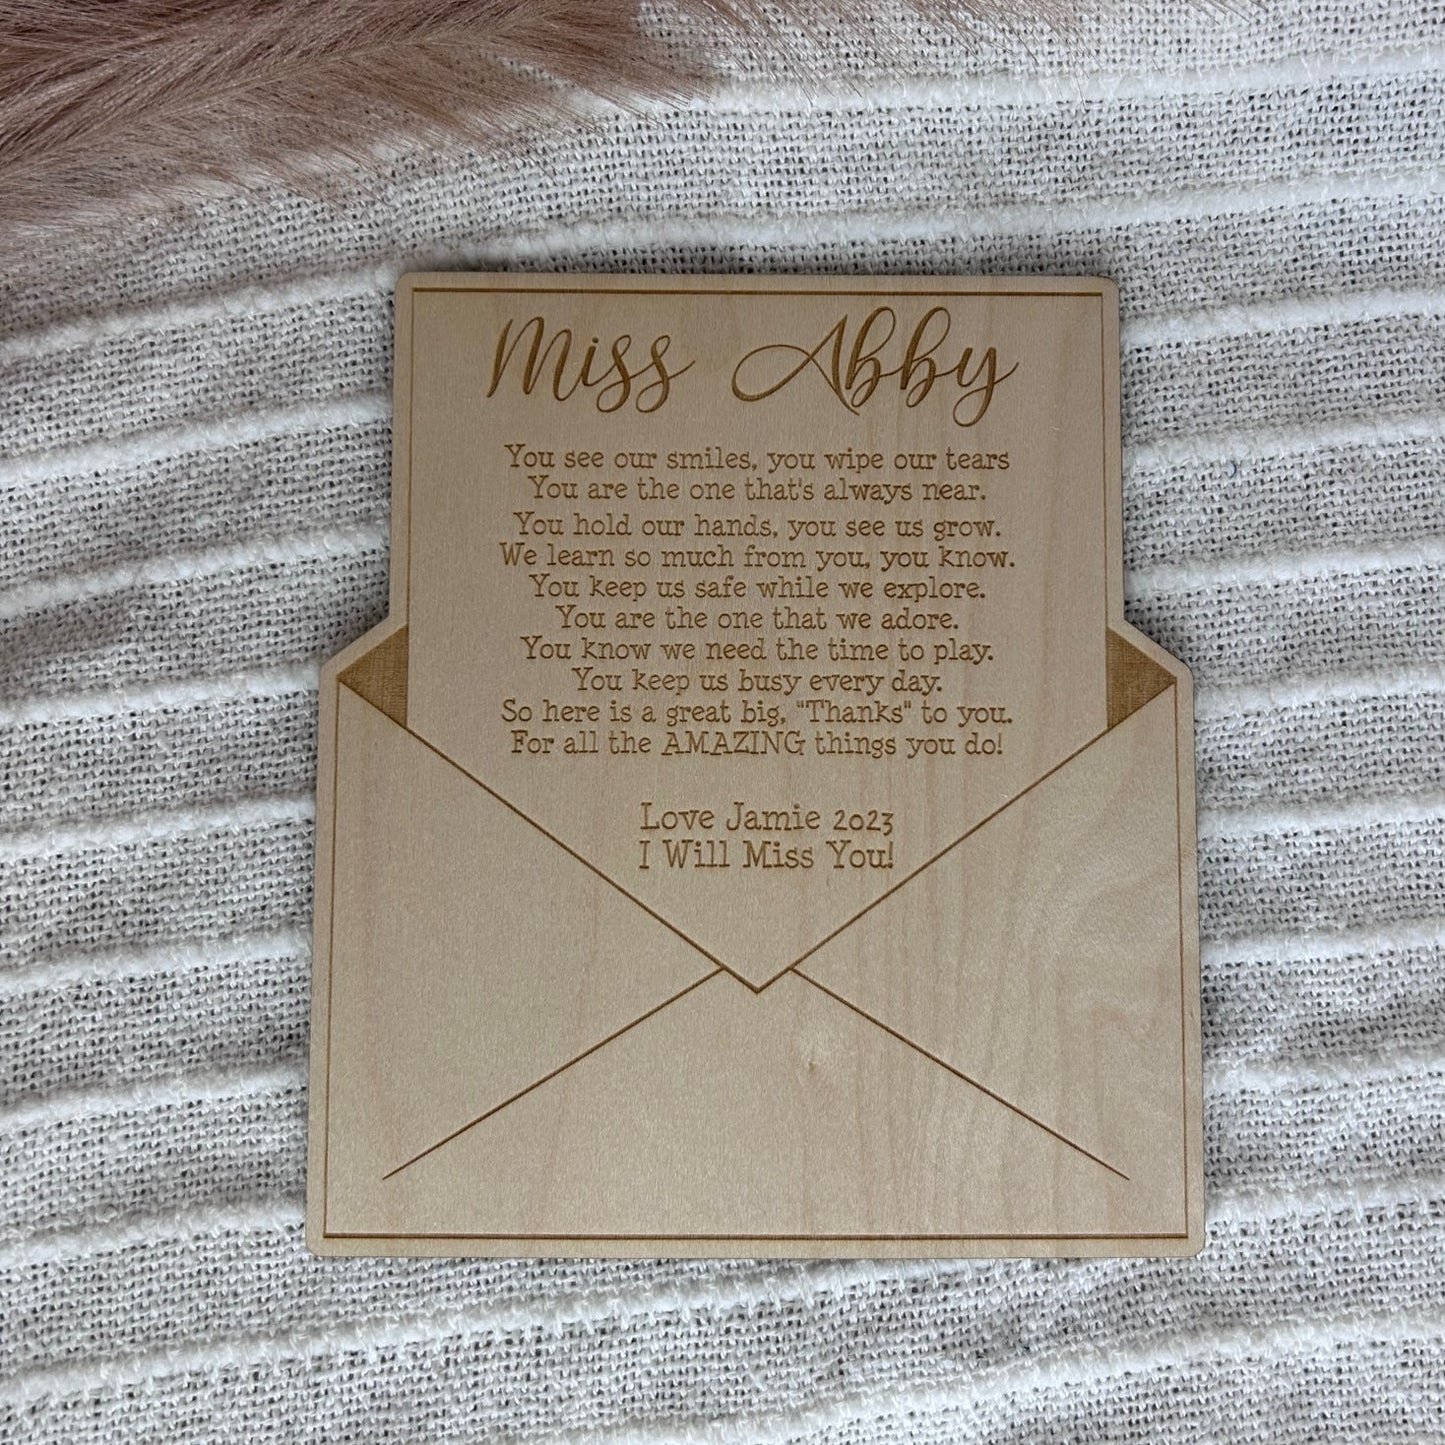 Miss Abby
You see our smiles, you wipe our tears
You are the one that's always near.
You hold our hands, you see us grow.
We learn so much from you, you know.
You keep us safe while we explore.
You are the one that we adore.
You know we need the time to play.
You keep us busy every day.
So here is a great big, "Thanks" to you.
For all the AMAZING things you do!
Love Jamie 2023
I Will Miss You!